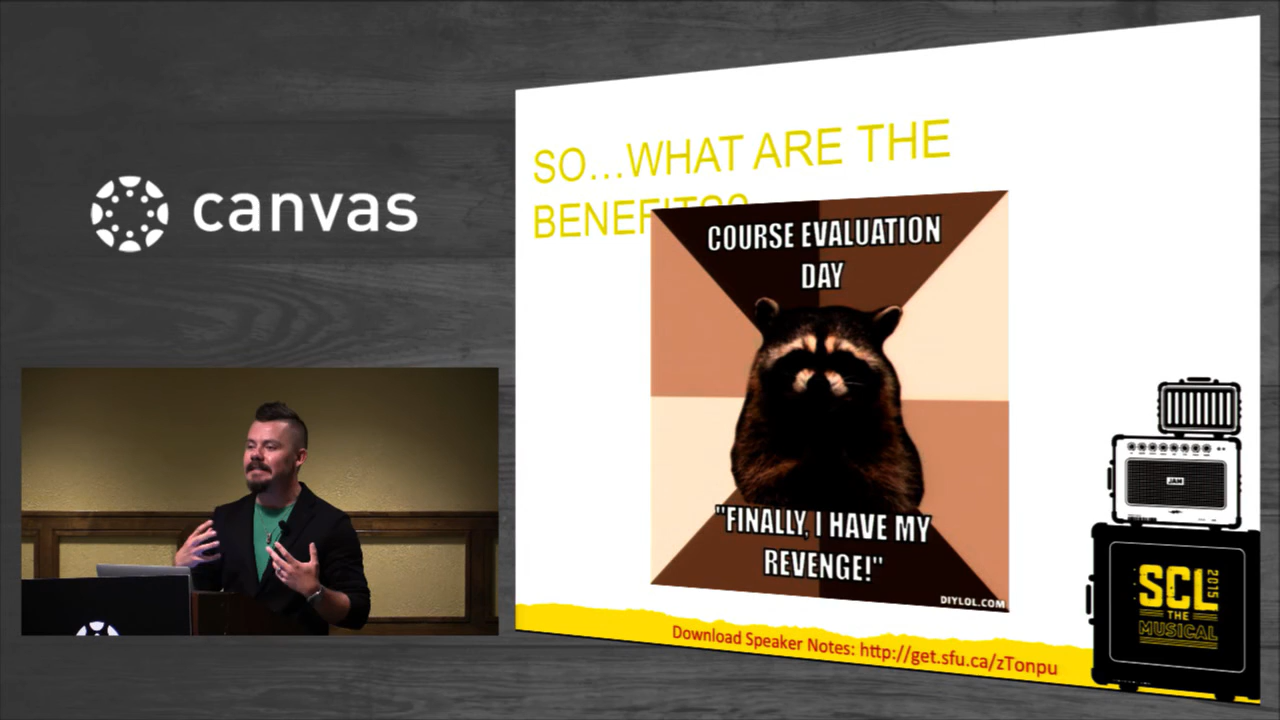 canvas
SO...WHAT ARE THE
BENEFITS?
COURSE EVALUATION
DAY
"FINALLY, I HAVE MY
REVENGE!"
DIYLOL.COM
Download Speaker Notes: http://get.sfu.ca/zTonpu
JAM
SCL
2015
THE
MUSICAL